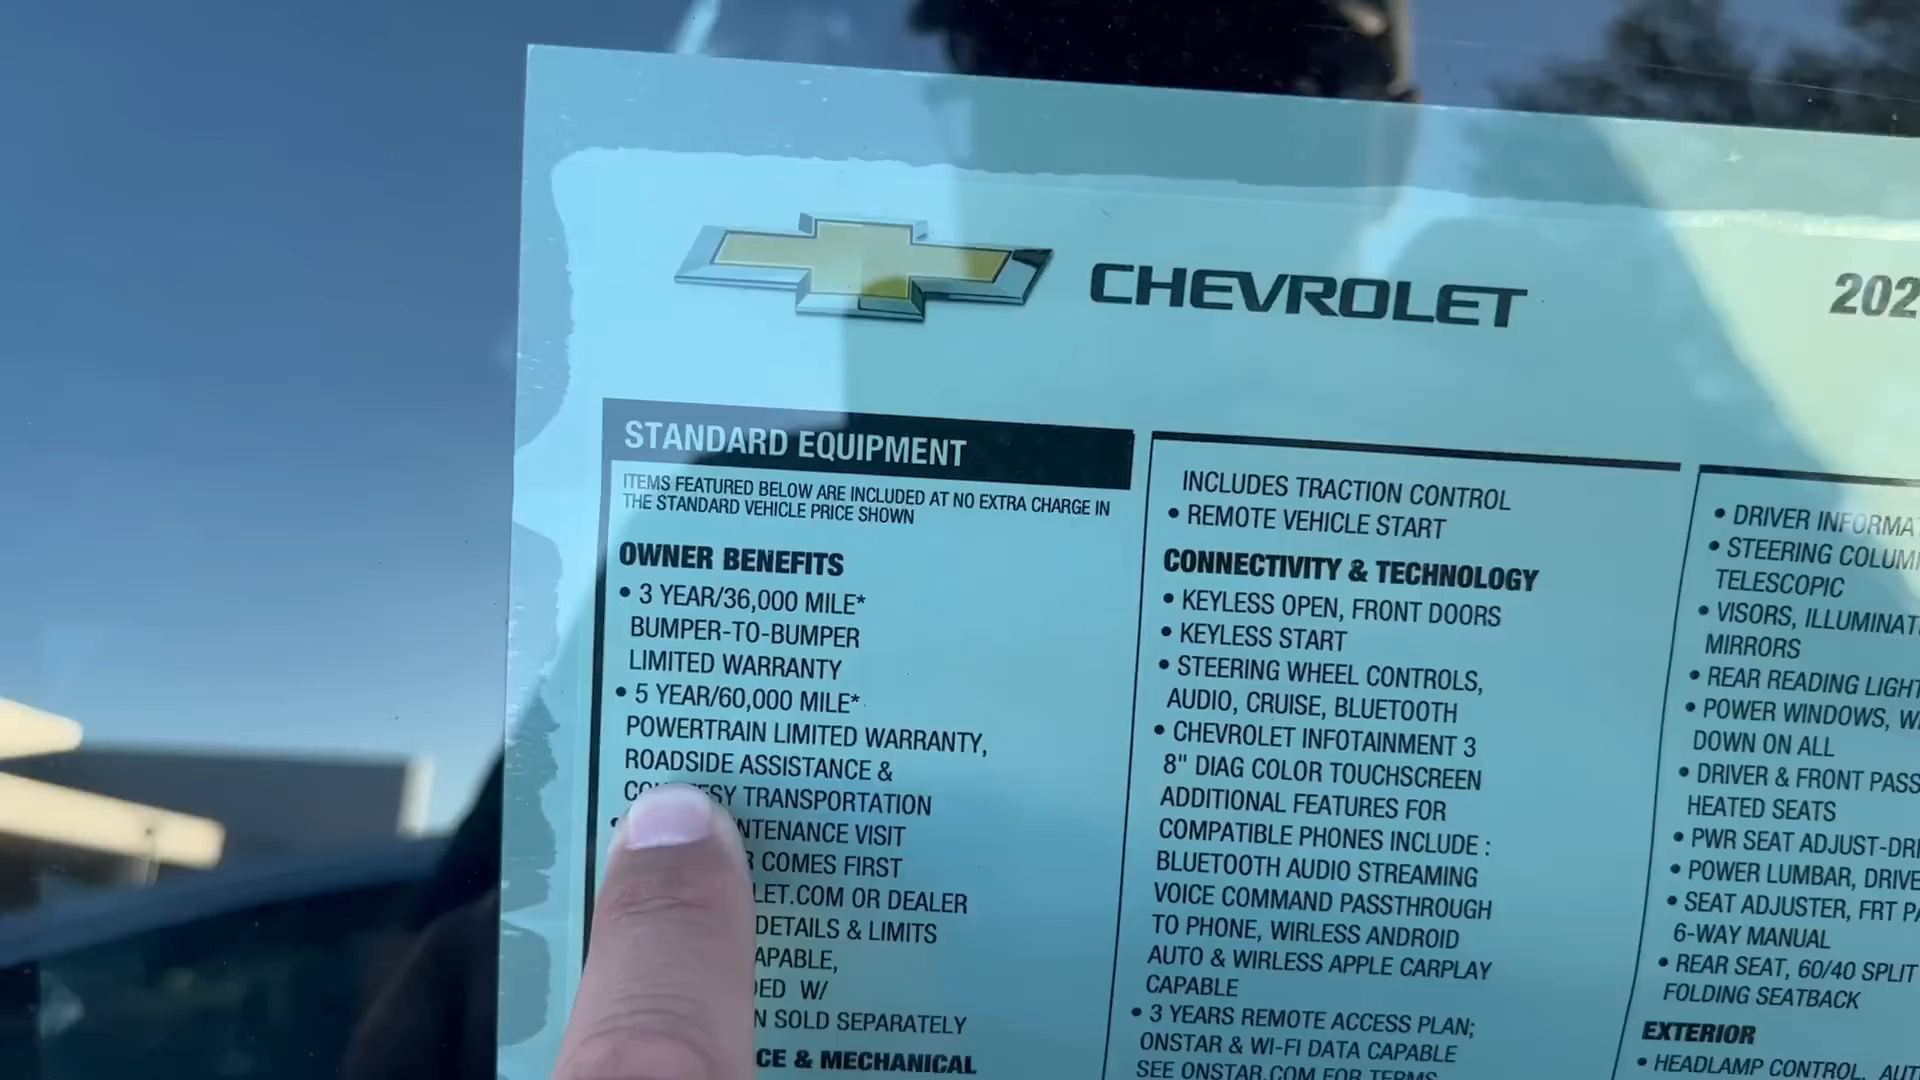 CHEVROLET
202
STANDARD EQUIPMENT
ITEMS FEATURED BELOW ARE INCLUDED AT NO EXTRA CHARGE IN
THE STANDARD VEHICLE PRICE SHOWN
OWNER BENEFITS
• 3 YEAR/36,000 MILE*
BUMPER-TO-BUMPER
LIMITED WARRANTY
• 5 YEAR/60,000 MILE*
POWERTRAIN LIMITED WARRANTY,
ROADSIDE ASSISTANCE &
COURTESY TRANSPORTATION
VISIT
COMES FIRST
OR DEALER
DETAILS & LIMITS
W/
SOLD SEPARATELY
& MECHANICAL
INCLUDES TRACTION CONTROL
• REMOTE VEHICLE START
CONNECTIVITY & TECHNOLOGY
• KEYLESS OPEN, FRONT DOORS
• KEYLESS START
• STEERING WHEEL CONTROLS,
AUDIO, CRUISE, BLUETOOTH
• CHEVROLET INFOTAINMENT 3
8" DIAG COLOR TOUCHSCREEN
ADDITIONAL FEATURES FOR
COMPATIBLE PHONES INCLUDE :
BLUETOOTH AUDIO STREAMING
VOICE COMMAND PASSTHROUGH
TO PHONE, WIRLESS ANDROID
AUTO & WIRLESS APPLE CARPLAY
CAPABLE
• 3 YEARS REMOTE ACCESS PLAN;
ONSTAR & WI-FI DATA CAPABLE
SEE ONSTAR.COM FOR TERMS
• DRIVER INFORMA
• STEERING COLUM
TELESCOPIC
• VISORS, ILLUMINAT
MIRRORS
• REAR READING LIGHT
• POWER WINDOWS, W
DOWN ON ALL
• DRIVER & FRONT PASS
HEATED SEATS
• PWR SEAT ADJUST-DRI
• POWER LUMBAR, DRIVE
• SEAT ADJUSTER, FRT PA
6-WAY MANUAL
• REAR SEAT, 60/40 SPLIT
FOLDING SEATBACK
EXTERIOR
• HEADLAMP CONTROL, AUT